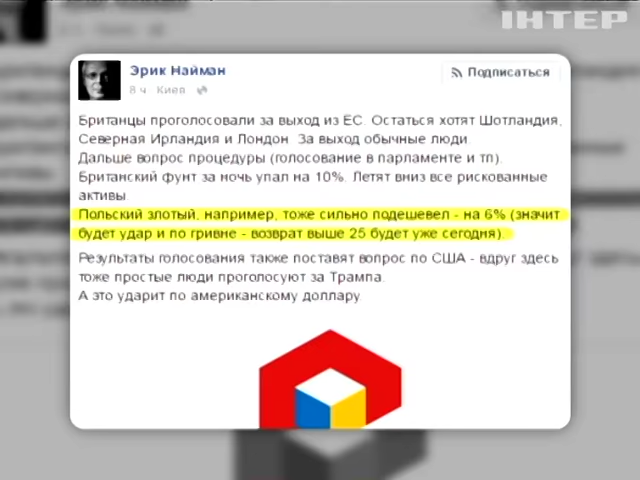 ІНТЕР
Эрик Найман
Подписаться
8 ч · Киев ·
Британцы проголосовали за выход из ЕС. Остаться хотят Шотландия,
Северная Ирландия и Лондон. За выход обычные люди.
Дальше вопрос процедуры (голосование в парламенте и тп).
Британский фунт за ночь упал на 10%. Летят вниз все рискованные
активы.
Польский злотый, например, тоже сильно подешевел - на 6% (значит
будет удар и по гривне - возврат выше 25 будет уже сегодня)
Результаты голосования также поставят вопрос по США - вдруг здесь
тоже простые люди проголосуют за Трампа.
А это ударит по американскому доллару.